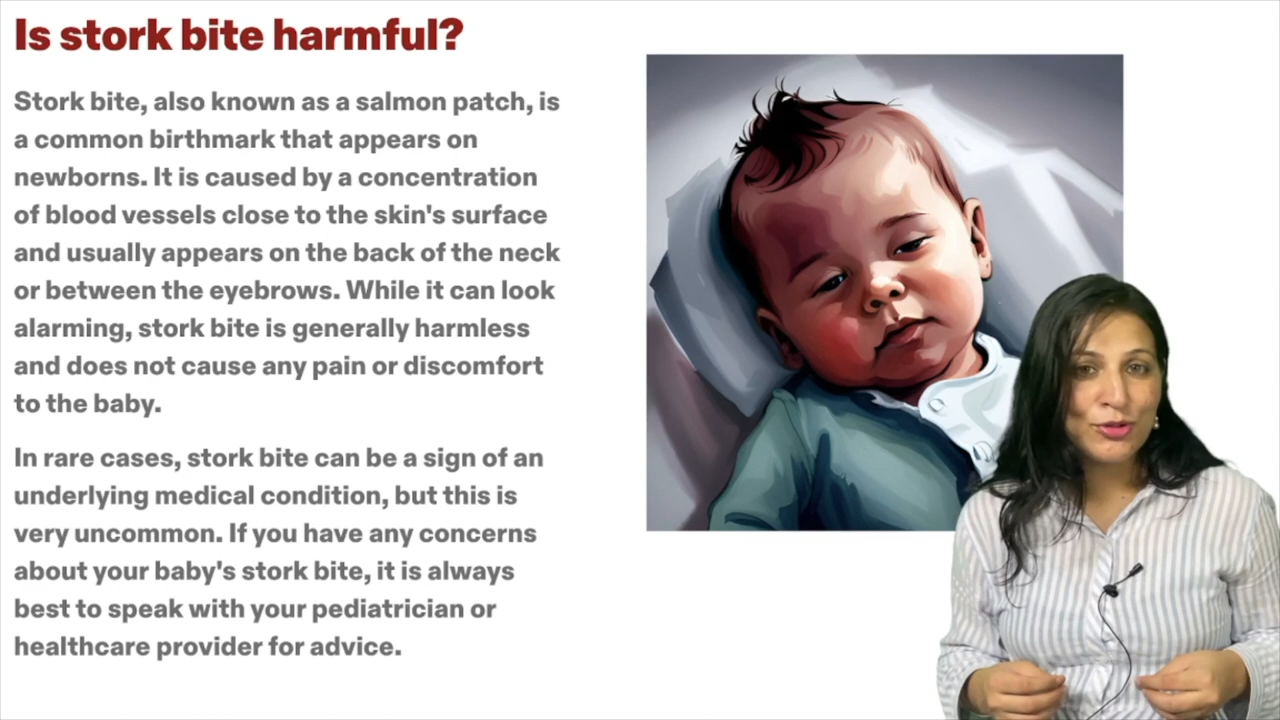 Is stork bite harmful?
Stork bite, also known as a salmon patch, is
a common birthmark that appears on
newborns. It is caused by a concentration
of blood vessels close to the skin's surface
and usually appears on the back of the neck
or between the eyebrows. While it can look
alarming, stork bite is generally harmless
and does not cause any pain or discomfort
to the baby.
In rare cases, stork bite can be a sign of an
underlying medical condition, but this is
very uncommon. If you have any concerns
about your baby's stork bite, it is always
best to speak with your pediatrician or
healthcare provider for advice.